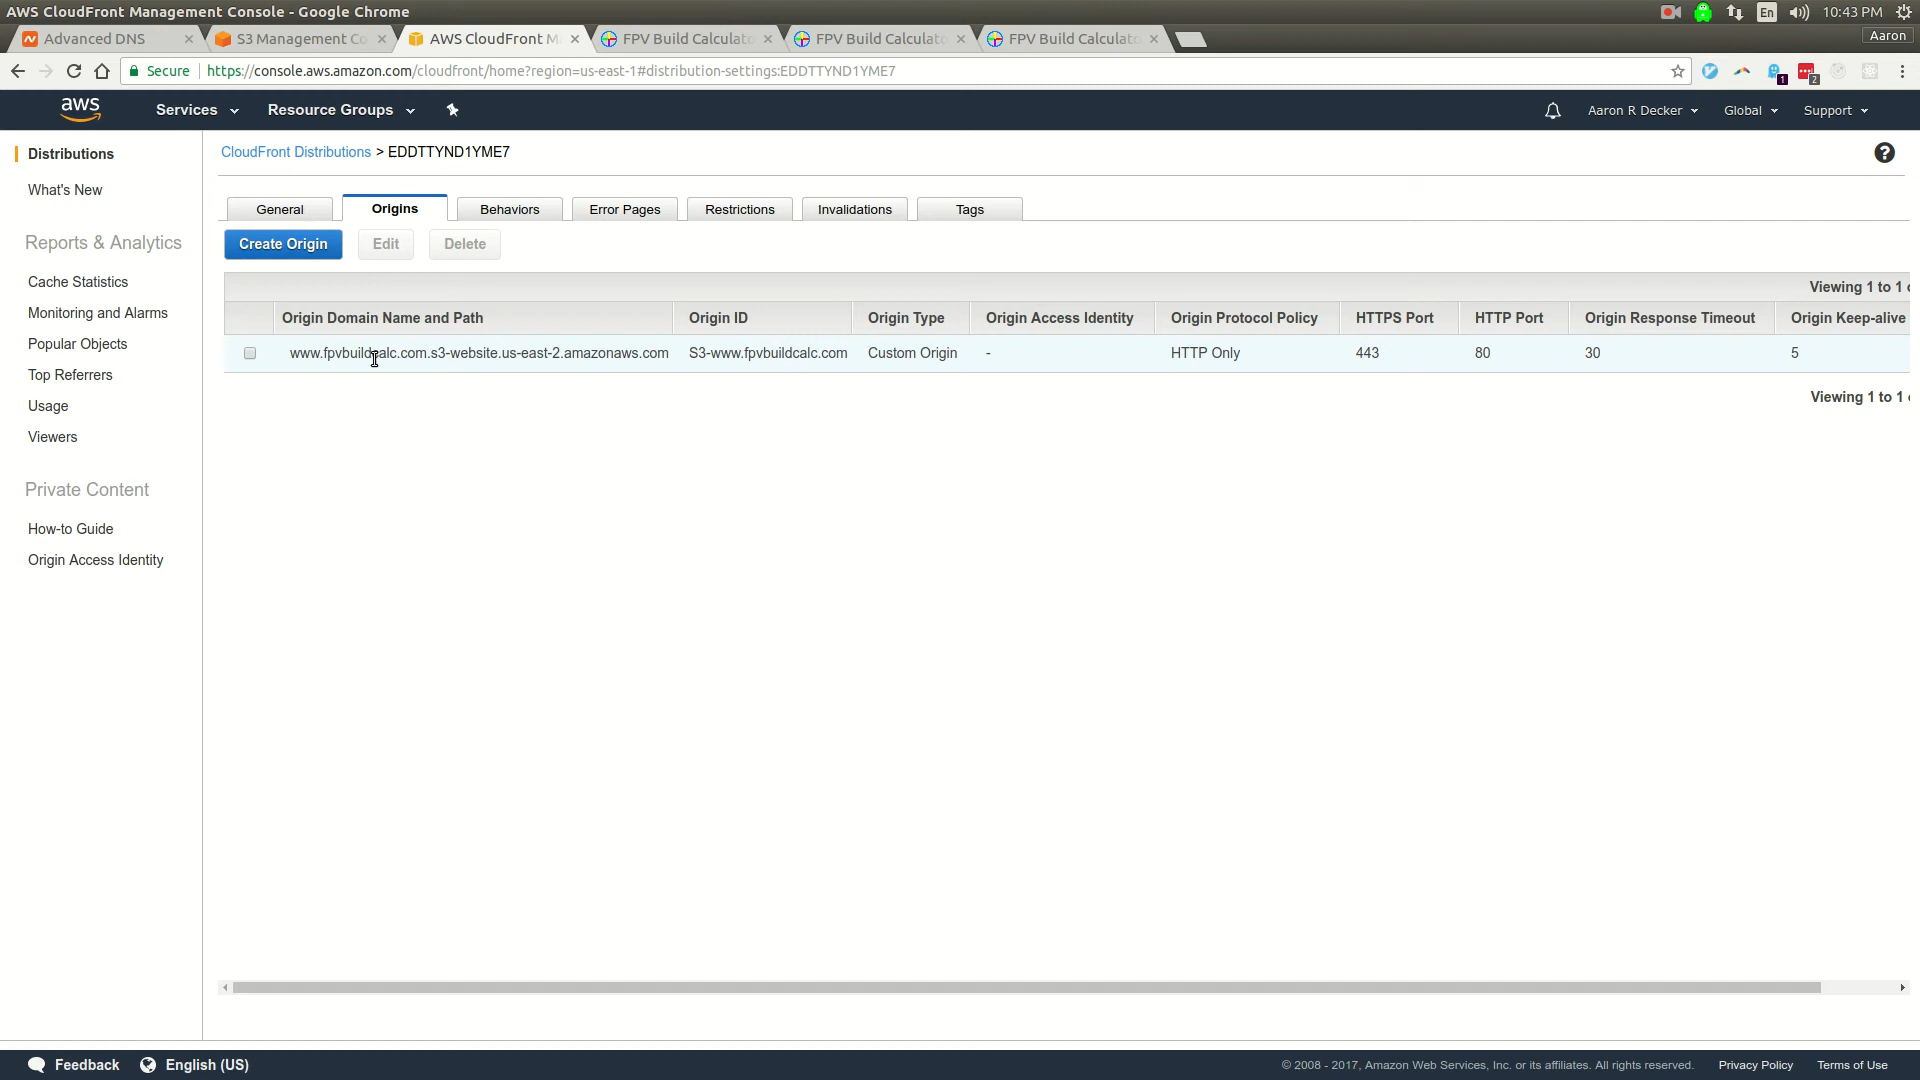 AWS CloudFront Management Console - Google Chrome
En 10:43 PM
Advanced DNS × S3 Management Co × AWS CloudFront M × FPV Build Calculato × FPV Build Calculato × FPV Build Calculato × Aaron
Secure https://console.aws.amazon.com/cloudfront/home?region=us-east-1#distribution-settings:EDDTTYND1YME7 1 2
aws Services Resource Groups Aaron R Decker Global Support
Distributions
What's New
Reports & Analytics
Cache Statistics
Monitoring and Alarms
Popular Objects
Top Referrers
Usage
Viewers
Private Content
How-to Guide
Origin Access Identity
CloudFront Distributions > EDDTTYND1YME7 ?
General Origins Behaviors Error Pages Restrictions Invalidations Tags
Create Origin Edit Delete
Viewing 1 to 1
Origin Domain Name and Path Origin ID Origin Type Origin Access Identity Origin Protocol Policy HTTPS Port HTTP Port Origin Response Timeout Origin Keep-alive
www.fpvbuildcalc.com.s3-website.us-east-2.amazonaws.com S3-www.fpvbuildcalc.com Custom Origin - HTTP Only 443 80 30 5
Viewing 1 to 1
Feedback English (US) © 2008 - 2017, Amazon Web Services, Inc. or its affiliates. All rights reserved. Privacy Policy Terms of Use